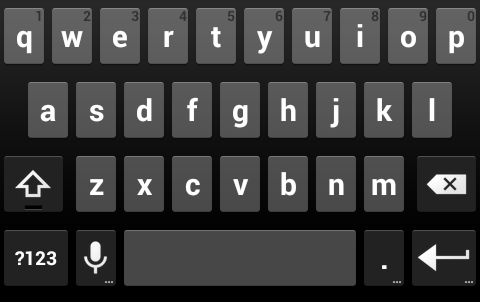 1 2 3 4 5 6 7 8 9 0
q w e r t y u i o p
a s d f g h j k l
z x c v b n m
?123 ... . ... ...